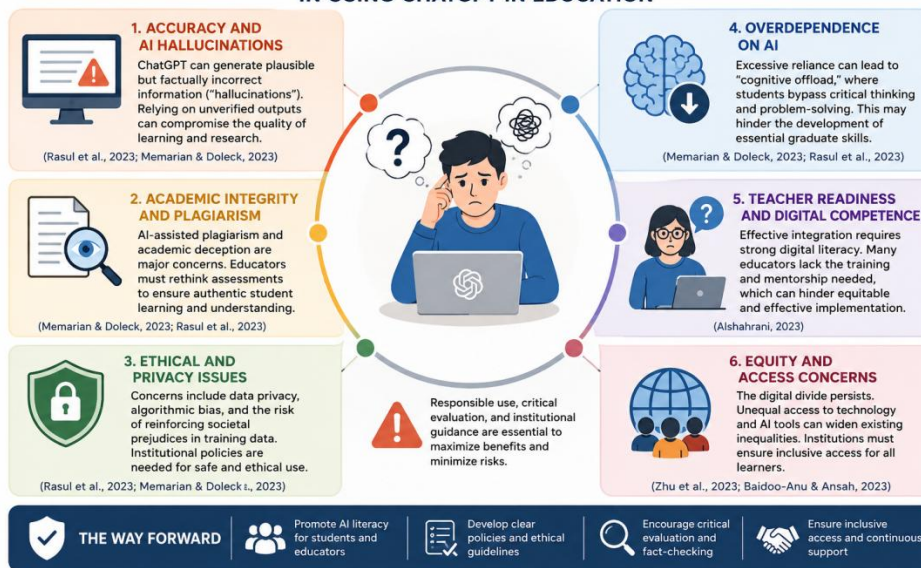 IN USING CHATGPT IN EDUCATION
1. ACCURACY AND
AI HALLUCINATIONS
ChatGPT can generate plausible
but factually incorrect
information ("hallucinations").
Relying on unverified outputs
can compromise the quality of
learning and research.
(Rasul et al., 2023; Memarian & Doleck, 2023)
2. ACADEMIC INTEGRITY
AND PLAGIARISM
AI-assisted plagiarism and
academic deception are
major concerns. Educators
must rethink assessments
to ensure authentic student
learning and understanding.
(Memarian & Doleck, 2023; Rasul et al., 2023)
3. ETHICAL AND
PRIVACY ISSUES
Concerns include data privacy,
algorithmic bias, and the risk
of reinforcing societal
prejudices in training data.
Institutional policies are
needed for safe and ethical use.
(Rasul et al., 2023; Memarian & Doleck ., 2023)
?
Responsible use, critical
evaluation, and institutional
guidance are essential to
maximize benefits and
minimize risks.
4. OVERDEPENDENCE
ON AI
Excessive reliance can lead to
"cognitive offload," where
students bypass critical thinking
and problem-solving. This may
hinder the development of
essential graduate skills.
(Memarian & Doleck, 2023; Rasul et al., 2023)
5. TEACHER READINESS
AND DIGITAL COMPETENCE
?
Effective integration requires
strong digital literacy. Many
educators lack the training
and mentorship needed,
which can hinder equitable
and effective implementation.
(Alshahrani, 2023)
6. EQUITY AND
ACCESS CONCERNS
The digital divide persists.
Unequal access to technology
and AI tools can widen existing
inequalities. Institutions must
ensure inclusive access for all
learners.
(Zhu et al., 2023; Baidoo-Anu & Ansah, 2023)
THE WAY FORWARD
Promote AI literacy
for students and
educators
Develop clear
policies and ethical
guidelines
Encourage critical
evaluation and
fact-checking
Ensure inclusive
access and continuous
support